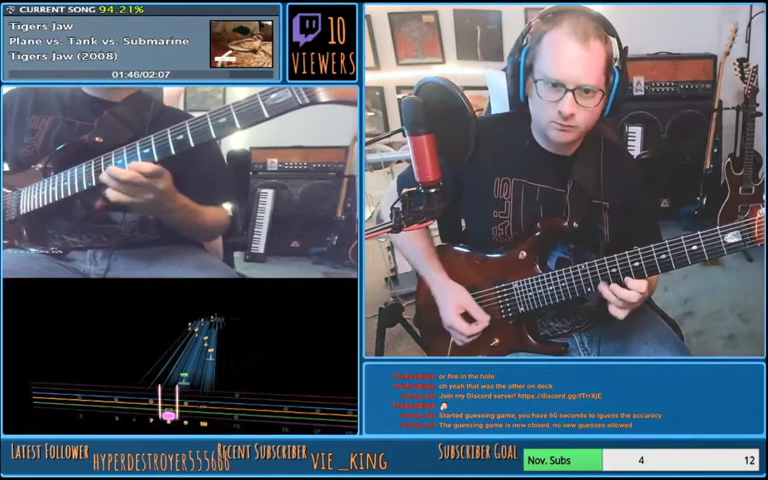 CURRENT SONG 94.21%
Tigers Jaw
Plane vs. Tank vs. Submarine
Tigers Jaw (2008)
01:46/02:07
10
VIEWERS
or fire in the hole
oh yeah that was the other on deck
Join my Discord server! https://discord.gg/fTrrXjE
Started guessing game, you have 60 seconds to !guess the accuracy
The guessing game is now closed, no new guesses allowed
LATEST FOLLOWER
HYPERDESTROYER555666
RECENT SUBSCRIBER
VIE_KING
SUBSCRIBER GOAL
Nov. Subs
4
12